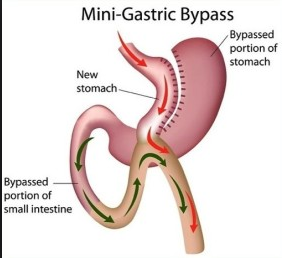 Mini-Gastric Bypass
Bypassed
portion of
stomach
New
stomach
Bypassed
portion of
small intestine